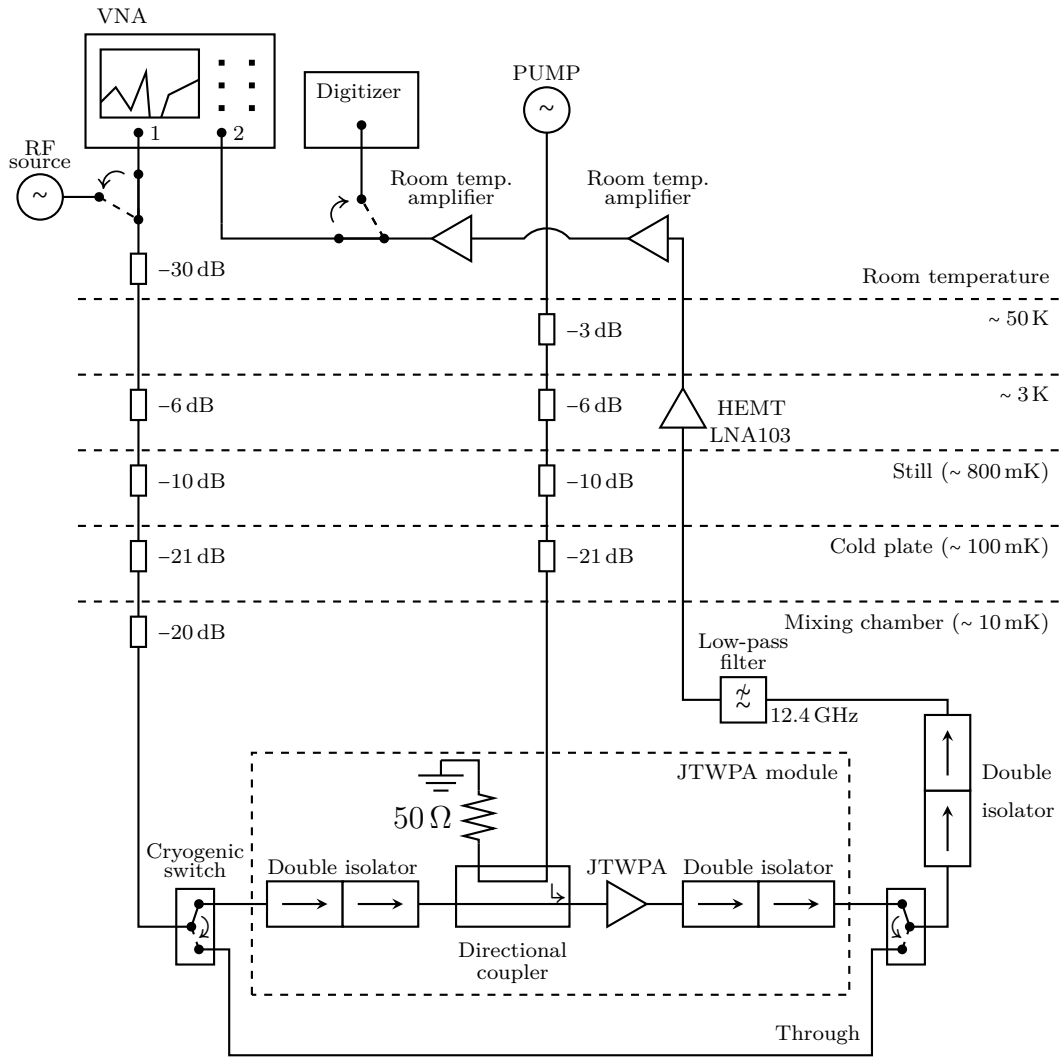 VNA
1
2
RF
source
~
Digitizer
PUMP
~
Room temp.
amplifier
Room temp.
amplifier
−30 dB
Room temperature
−3 dB
~ 50 K
−6 dB
−6 dB
HEMT
LNA103
~ 3 K
−10 dB
−10 dB
Still (~ 800 mK)
−21 dB
−21 dB
Cold plate (~ 100 mK)
−20 dB
Mixing chamber (~ 10 mK)
Low-pass
filter
12.4 GHz
Double
isolator
JTWPA module
50 Ω
Cryogenic
switch
Double isolator
JTWPA
Double isolator
Directional
coupler
Through